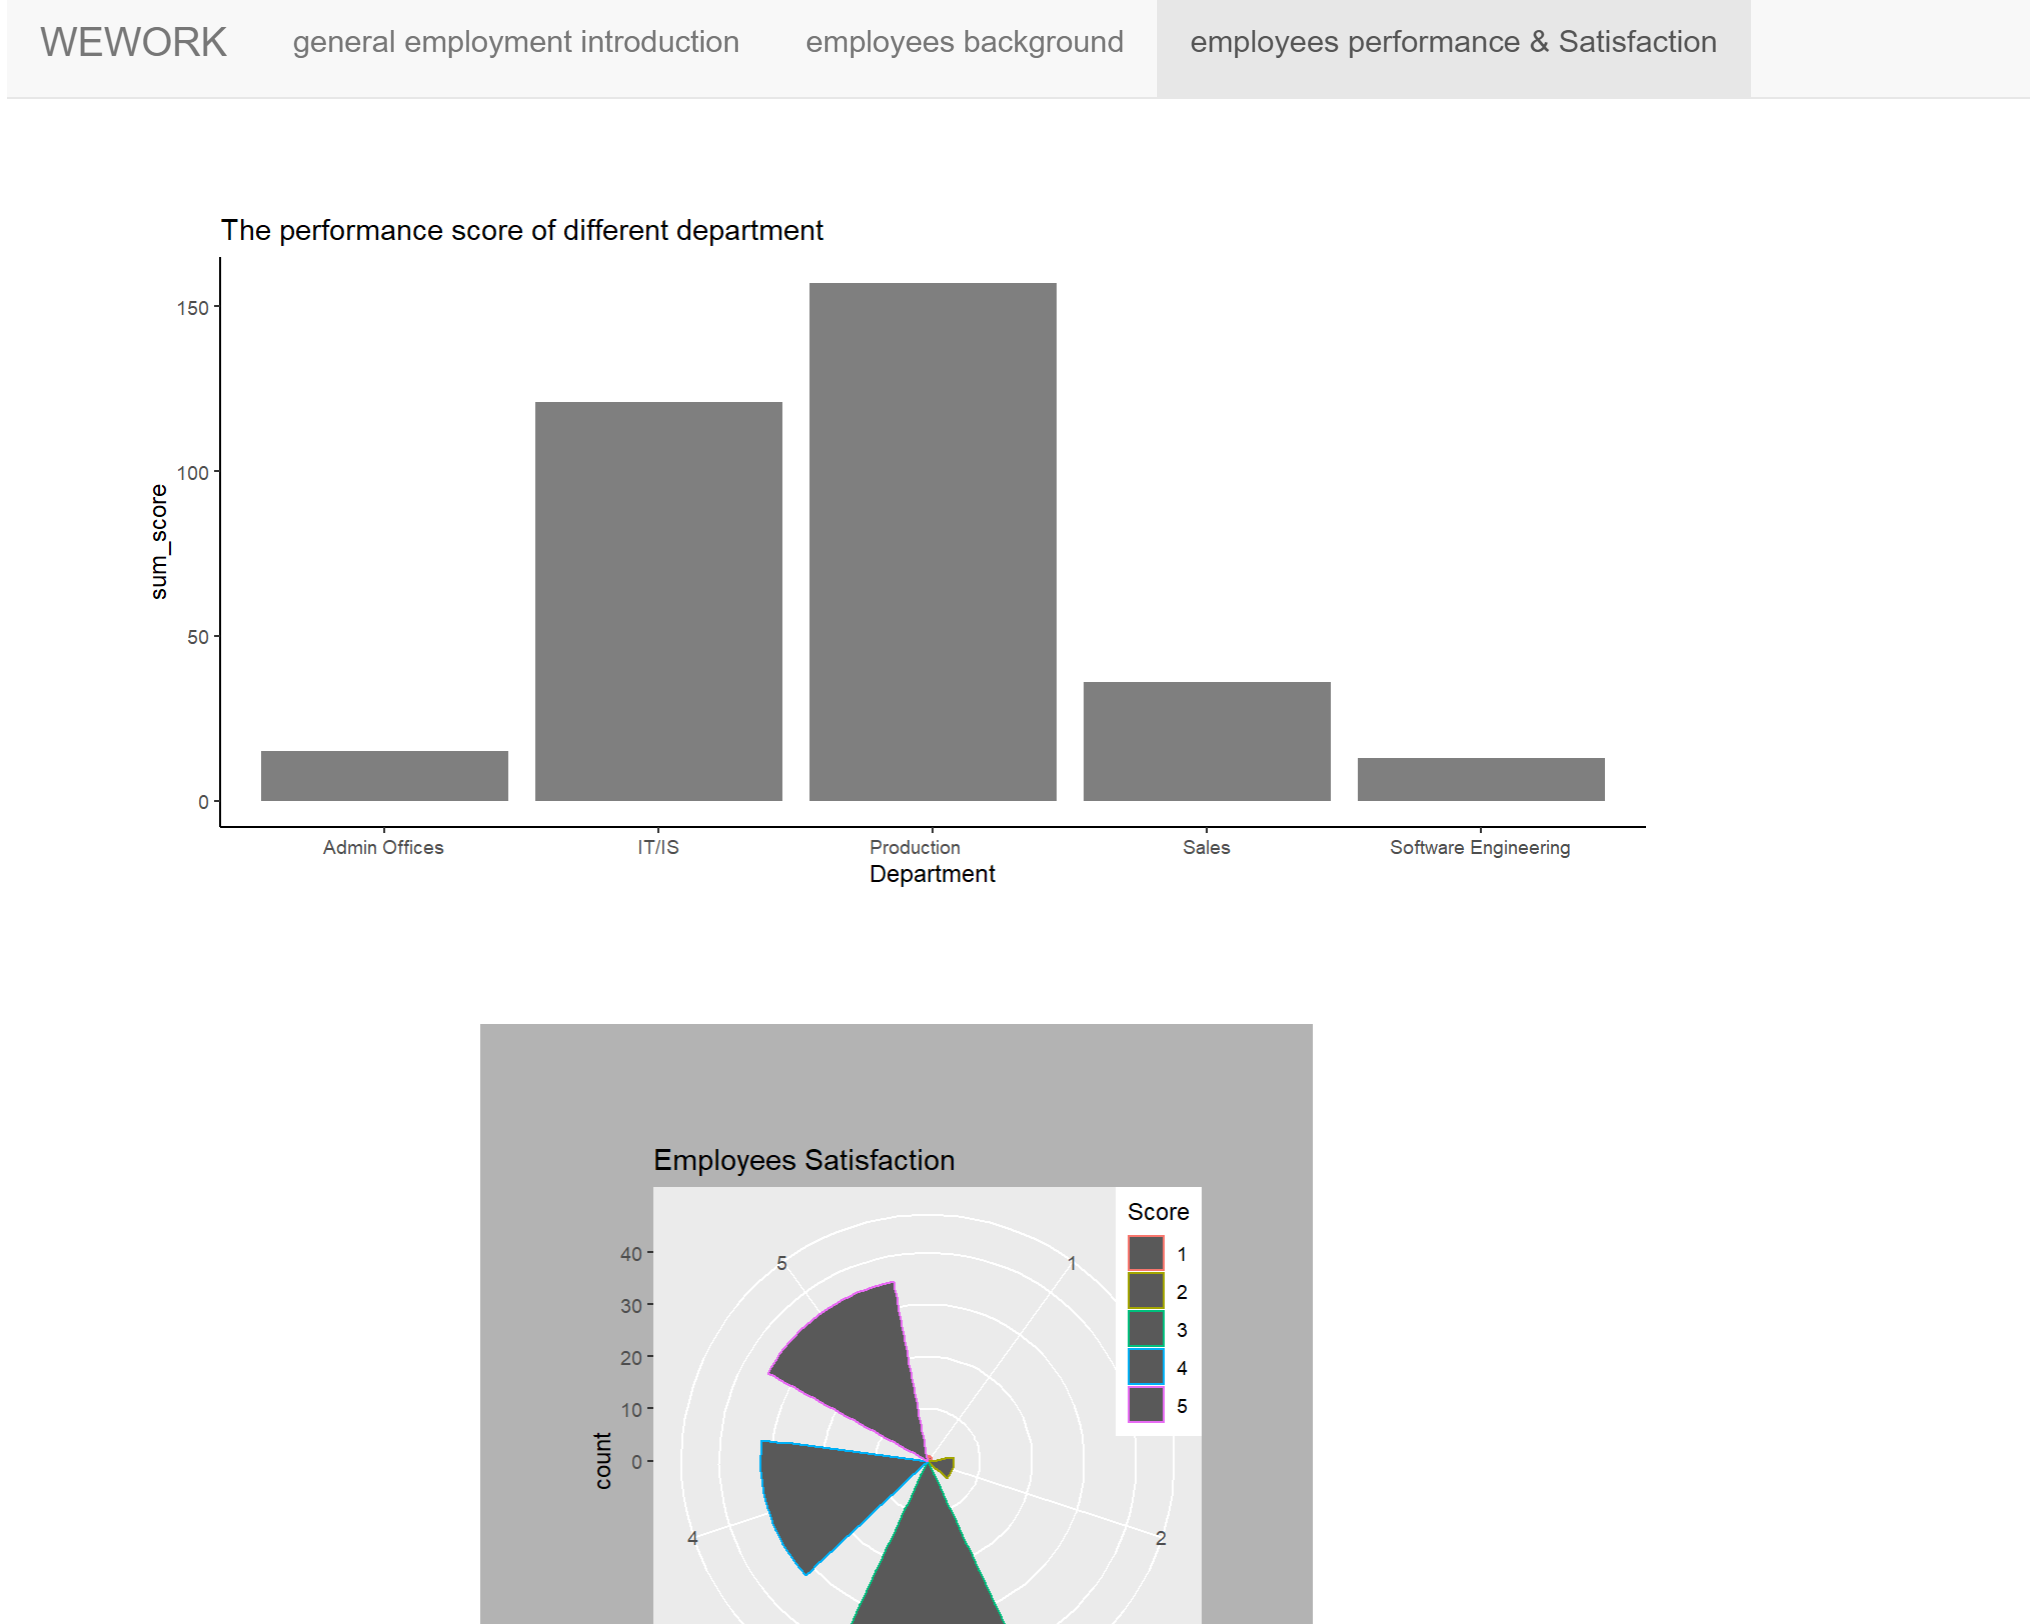 WEWORK general employment introduction employees background employees performance & Satisfaction
The performance score of different department
150
100
50
0
sum_score
Admin Offices IT/IS Production Sales Software Engineering
Department
Employees Satisfaction
Score
1
2
3
4
5
40
30
20
10
0
count
5
1
4
2